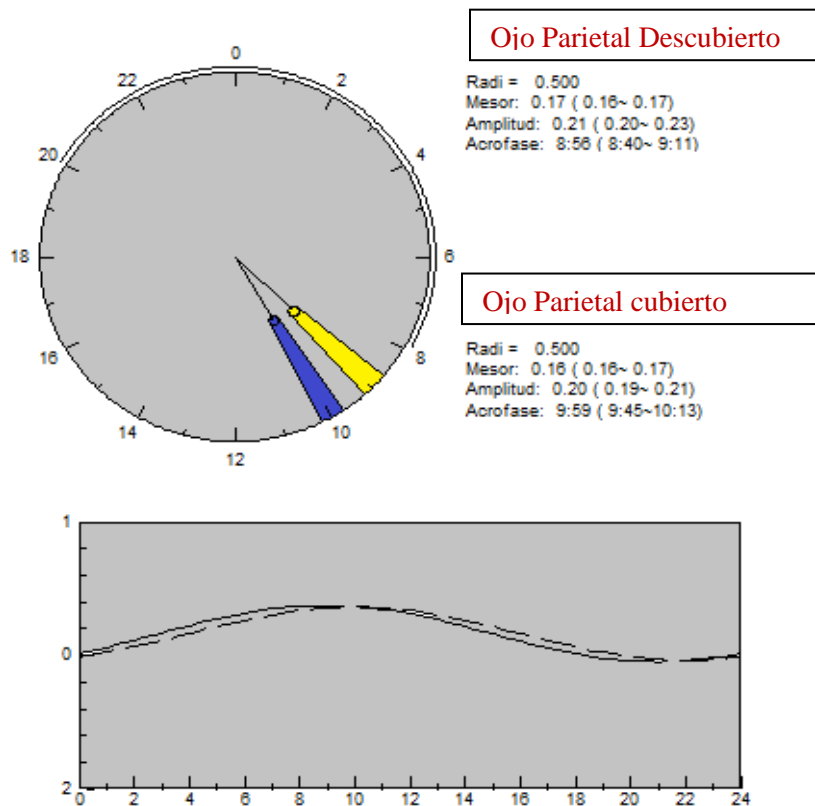 Ojo Parietal Descubierto
Radi = 0.500
Mesor: 0.17 ( 0.16~ 0.17)
Amplitud: 0.21 ( 0.20~ 0.23)
Acrofase: 8:56 ( 8:40~ 9:11)
0
2
4
6
8
10
12
14
16
18
20
22
Ojo Parietal cubierto
Radi = 0.500
Mesor: 0.16 ( 0.16~ 0.17)
Amplitud: 0.20 ( 0.19~ 0.21)
Acrofase: 9:59 ( 9:45~10:13)
1
0
2
0 2 4 6 8 10 12 14 16 18 20 22 24